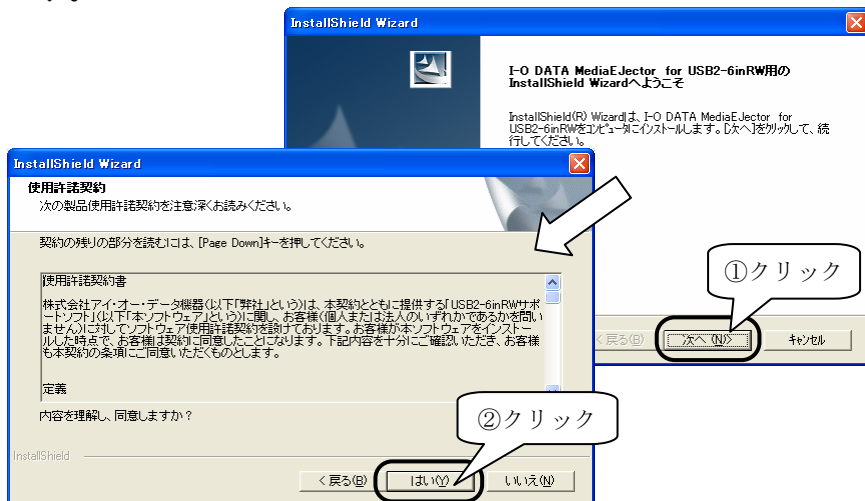 InstallShield Wizard
I-O DATA MediaEJector for USB2-6inRW用の
InstallShield Wizardへようこそ
InstallShield(R) Wizardは、I-O DATA MediaEJector for
USB2-6inRWをコンピュータにインストールします。[次へ]をクリックして、続
行してください。
①クリック
<戻る(B)
次へ(N)>
キャンセル
InstallShield Wizard
使用許諾契約
次の製品使用許諾契約を注意深くお読みください。
契約の残りの部分を読むには、[Page Down]キーを押してください。
使用許諾契約書
株式会社アイ・オー・データ機器(以下「弊社」という)は、本契約とともに提供する「USB2-6inRWサポ
ートソフト」(以下「本ソフトウェア」という)に関し、お客様(個人または法人のいずれかであるかを問い
ません)に対してソフトウェア使用許諾契約を設けております。お客様が本ソフトウェアをインストー
ルした時点で、お客様は契約に同意したことになります。下記内容を十分にご確認いただき、お客様
も本契約の条項にご同意いただくものとします。
定義
内容を理解し、同意しますか?
②クリック
InstallShield
<戻る(B)
はい(Y)
いいえ(N)